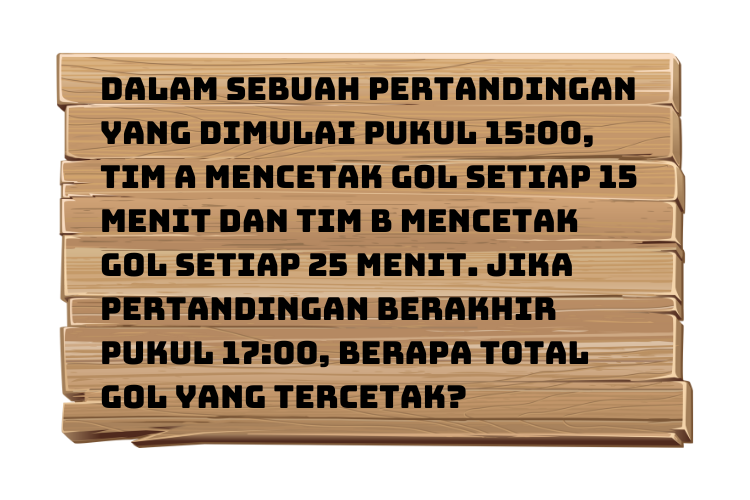 DALAM SEBUAH PERTANDINGAN
YANG DIMULAI PUKUL 15:00,
TIM A MENCETAK GOL SETIAP 15
MENIT DAN TIM B MENCETAK
GOL SETIAP 25 MENIT. JIKA
PERTANDINGAN BERAKHIR
PUKUL 17:00, BERAPA TOTAL
GOL YANG TERCETAK?